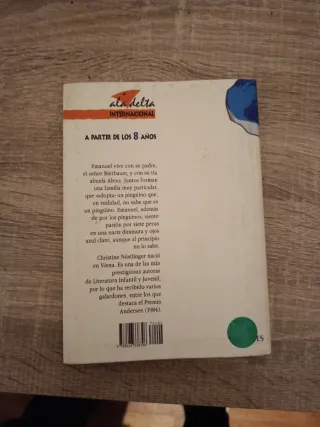 ala delta
INTERNACIONAL
A PARTIR DE LOS 8 AÑOS
Emanuel vive con su padre,
el señor Bierbaum, y con su tía
abuela Alexa. Juntos forman
una familia muy particular,
que «adopta» un pingüino que,
en realidad, no sabe que es
un pingüino. Emanuel, además
de por los pingüinos, siente
pasión por siete pecas
en una nariz diminuta y ojos
azul claro, aunque al principio
no lo sabe.
Christine Nöstlinger nació
en Viena. Es una de las más
prestigiosas autoras
de Literatura Infantil y Juvenil,
por lo que ha recibido varios
galardones, entre los que
destaca el Premio
Andersen (1984).